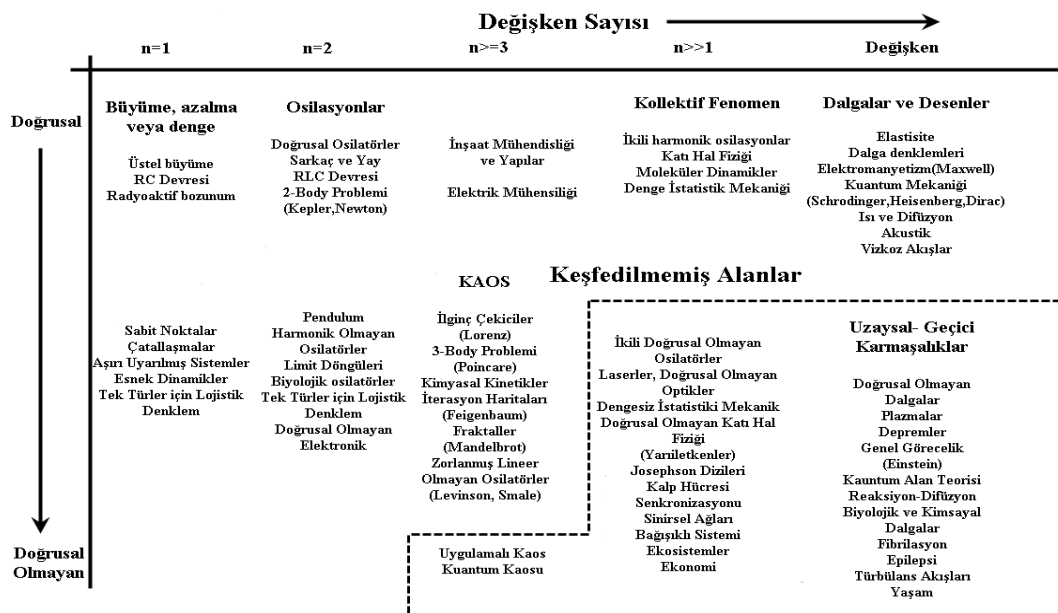 Değişken Sayısı
n=1
n=2
n>=3
n>>1
Değişken
Doğrusal
Büyüme, azalma
veya denge
Üstel büyüme
RC Devresi
Radyoaktif bozunum
Osilasyonlar
Doğrusal Osilatörler
Sarkaç ve Yay
RLC Devresi
2-Body Problemi
(Kepler,Newton)
İnşaat Mühendisliği
ve Yapılar
Elektrik Mühensiliği
Kollektif Fenomen
İkili harmonik osilasyonlar
Katı Hal Fiziği
Moleküler Dinamikler
Denge İstatistik Mekaniği
Dalgalar ve Desenler
Elastisite
Dalga denklemleri
Elektromanyetizm(Maxwell)
Kuantum Mekaniği
(Schrodinger,Heisenberg,Dirac)
Isı ve Difüzyon
Akustik
Vizkoz Akışlar
Keşfedilmemiş Alanlar
Doğrusal
Olmayan
Sabit Noktalar
Çatallaşmalar
Aşırı Uyarılmış Sistemler
Esnek Dinamikler
Tek Türler için Lojistik
Denklem
Pendulum
Harmonik Olmayan
Osilatörler
Limit Döngüleri
Biyolojik osilatörler
Tek Türler için Lojistik
Denklem
Doğrusal Olmayan
Elektronik
KAOS
İlginç Çekiciler
(Lorenz)
3-Body Problemi
(Poincare)
Kimyasal Kinetikler
İterasyon Haritaları
(Feigenbaum)
Fraktaller
(Mandelbrot)
Zorlanmış Lineer
Olmayan Osilatörler
(Levinson, Smale)
Uygulamalı Kaos
Kuantum Kaosu
İkili Doğrusal Olmayan
Osilatörler
Laserler, Doğrusal Olmayan
Optikler
Dengesiz İstatistiki Mekanik
Doğrusal Olmayan Katı Hal
Fiziği
(Yarıiletkenler)
Josephson Dizileri
Kalp Hücresi
Senkronizasyonu
Sinirsel Ağları
Bağışıklı Sistemi
Ekosistemler
Ekonomi
Uzaysal- Geçici
Karmaşalıklar
Doğrusal Olmayan
Dalgalar
Plazmalar
Depremler
Genel Görecelik
(Einstein)
Kauntum Alan Teorisi
Reaksiyon-Difüzyon
Biyolojik ve Kimsayal
Dalgalar
Fibrilasyon
Epilepsi
Türbülans Akışları
Yaşam